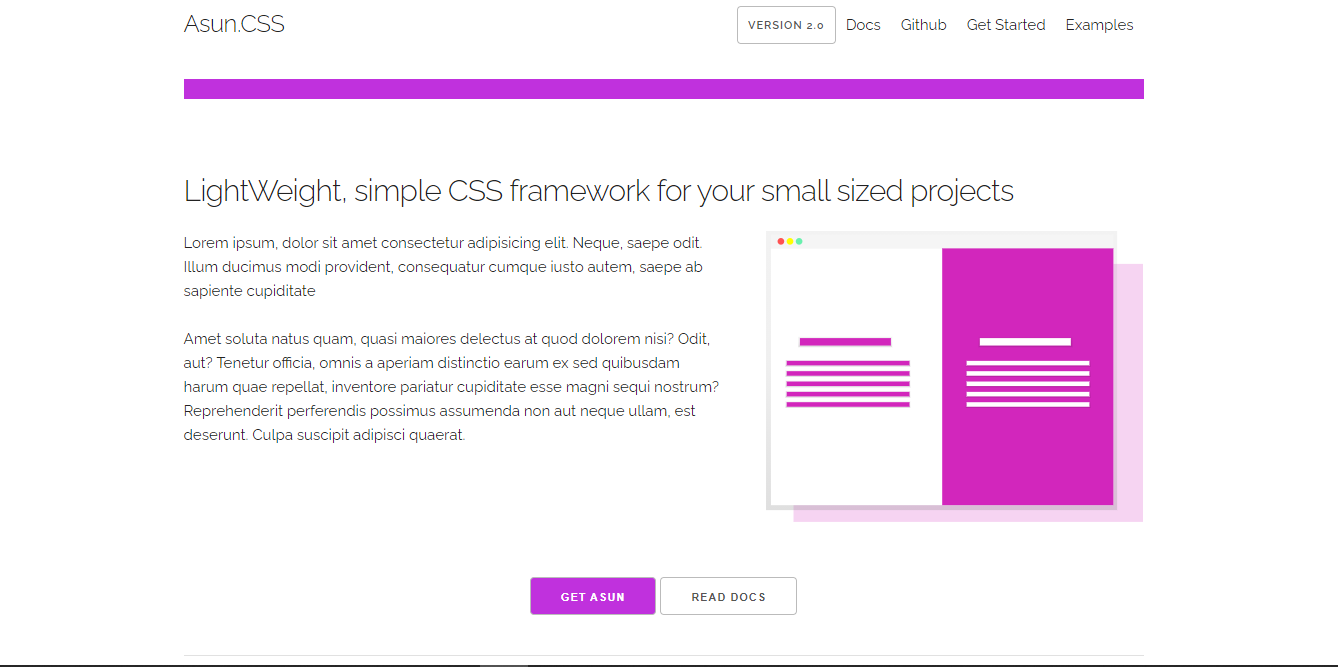 Asun.CSS
VERSION 2.0 Docs Github Get Started Examples
LightWeight, simple CSS framework for your small sized projects
Lorem ipsum, dolor sit amet consectetur adipisicing elit. Neque, saepe odit.
Illum ducimus modi provident, consequatur cumque iusto autem, saepe ab
sapiente cupiditate
Amet soluta natus quam, quasi maiores delectus at quod dolorem nisi? Odit,
aut? Tenetur officia, omnis a aperiam distinctio earum ex sed quibusdam
harum quae repellat, inventore pariatur cupiditate esse magni sequi nostrum?
Reprehenderit perferendis possimus assumenda non aut neque ullam, est
deserunt. Culpa suscipit adipisci quaerat.
GET ASUN READ DOCS